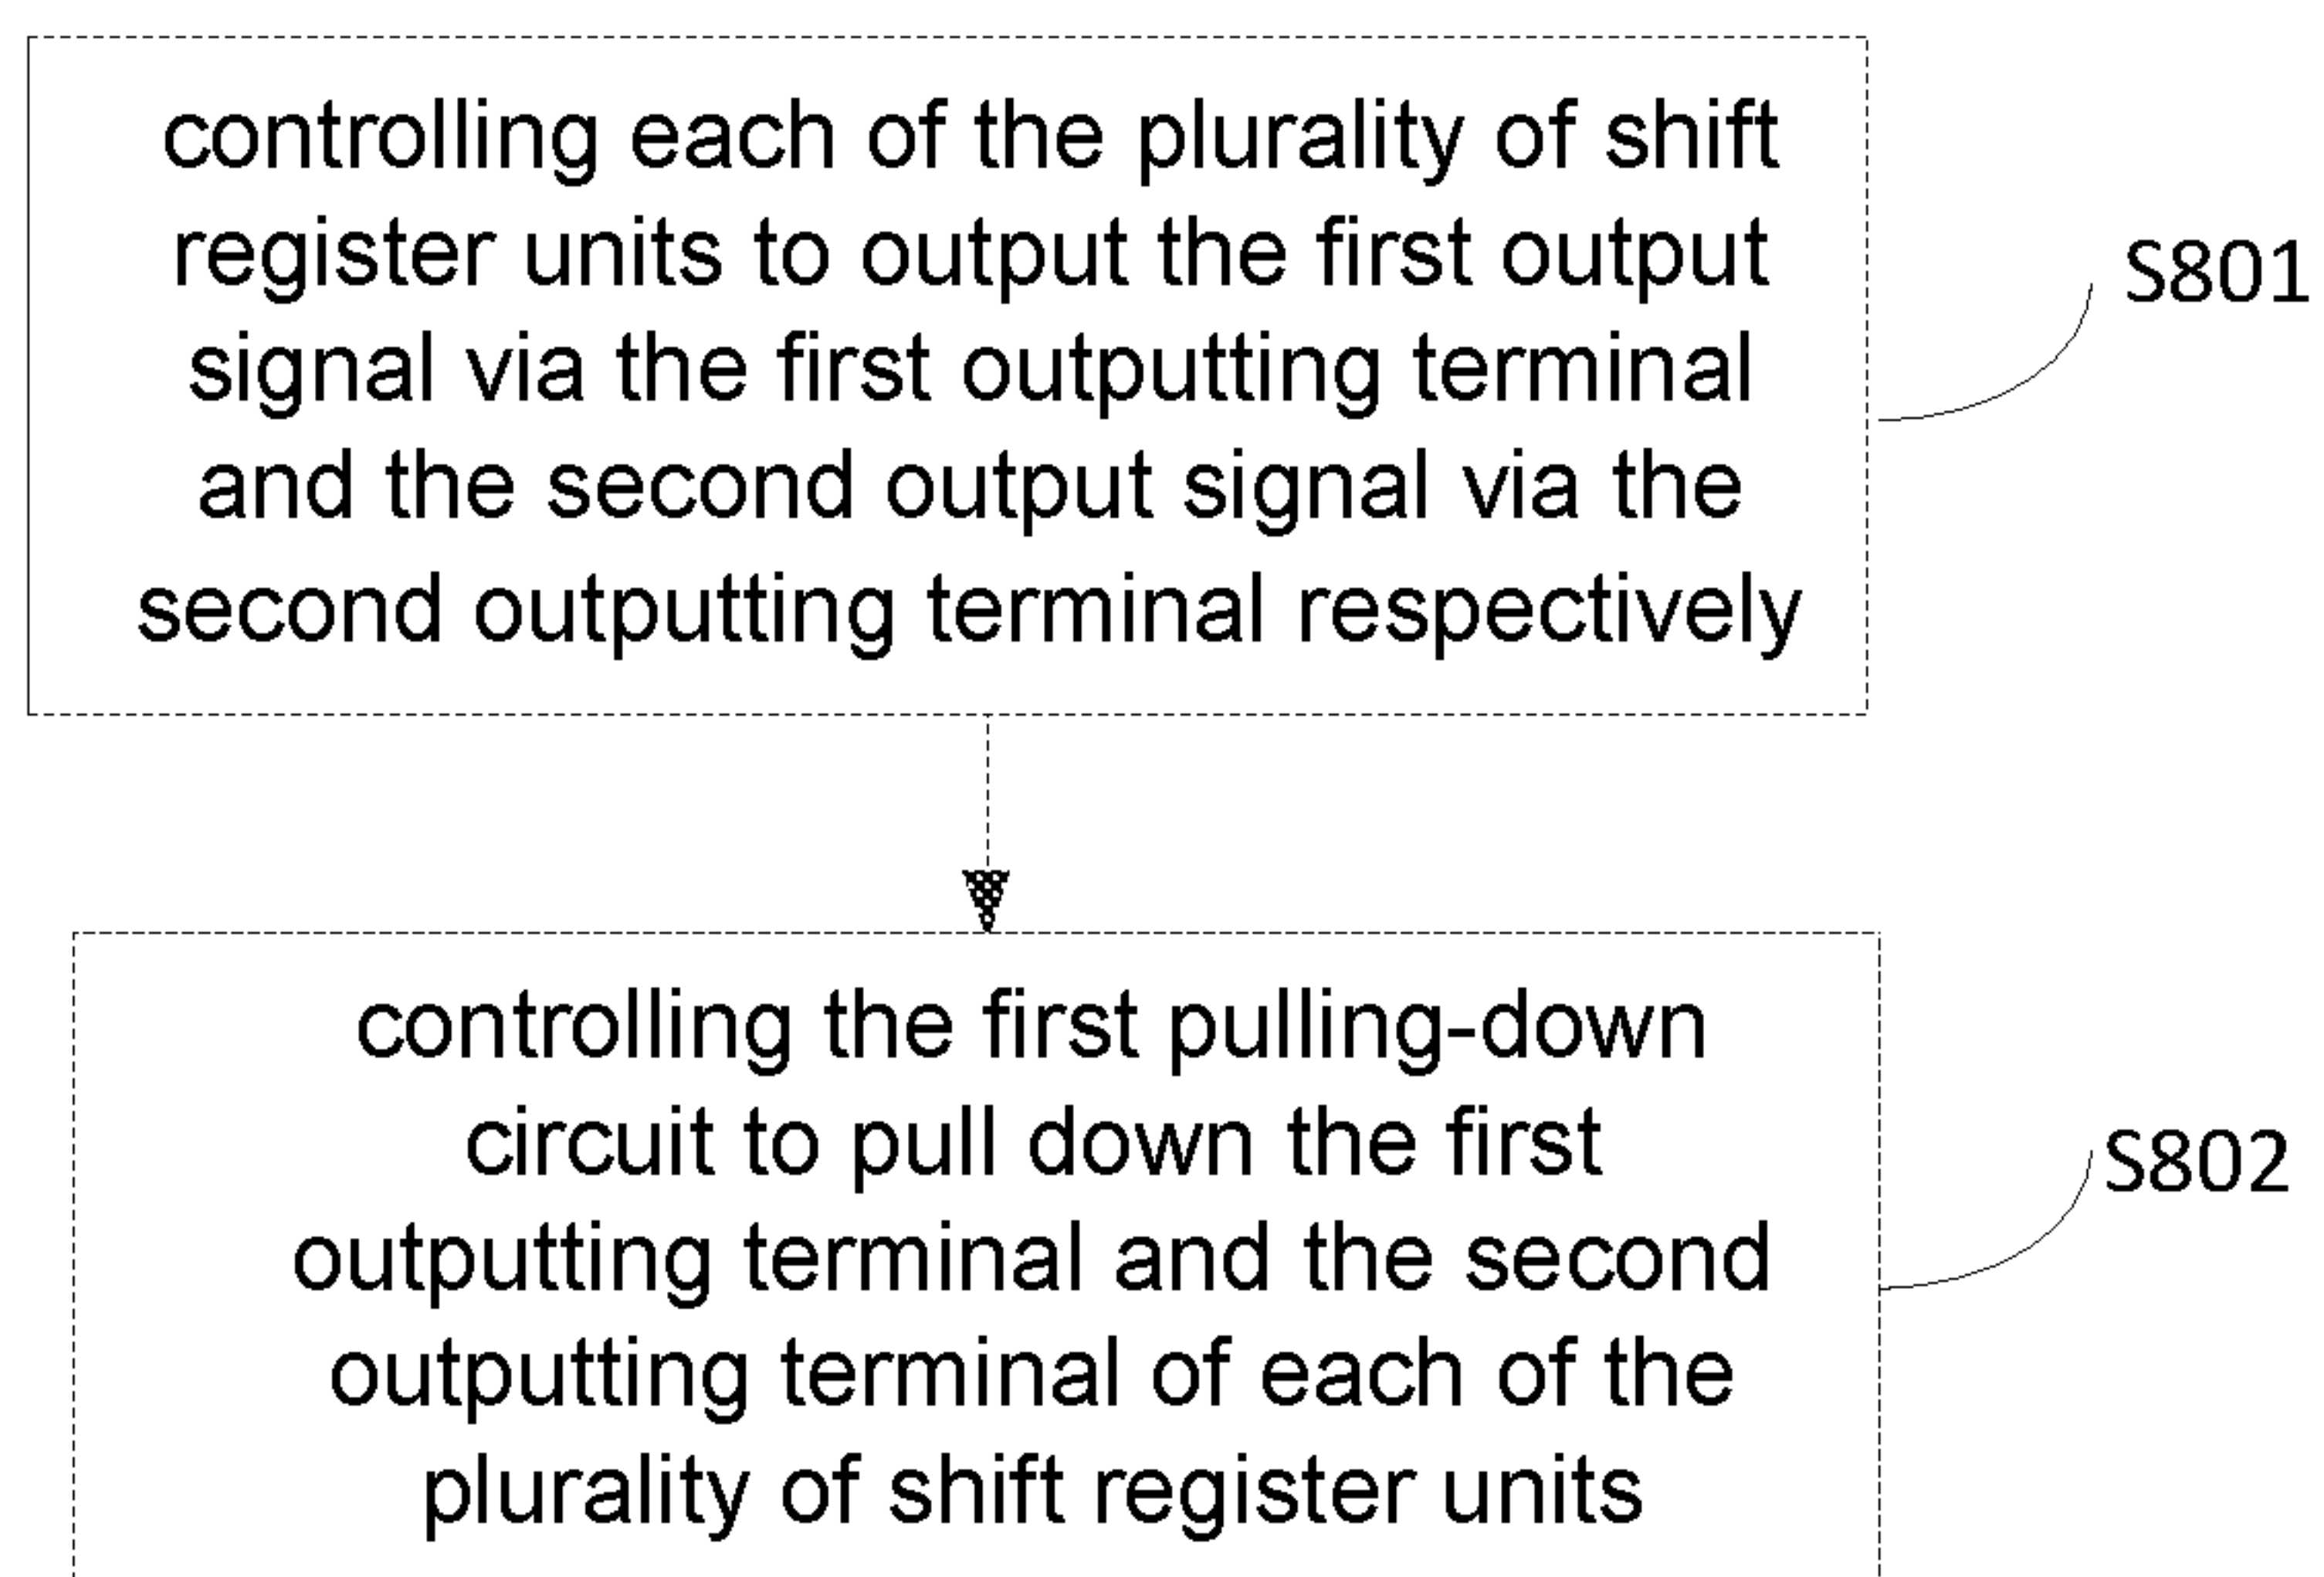 controlling each of the plurality of shift
register units to output the first output
signal via the first outputting terminal
and the second output signal via the
second outputting terminal respectively
S801
controlling the first pulling-down
circuit to pull down the first
outputting terminal and the second
outputting terminal of each of the
plurality of shift register units
S802